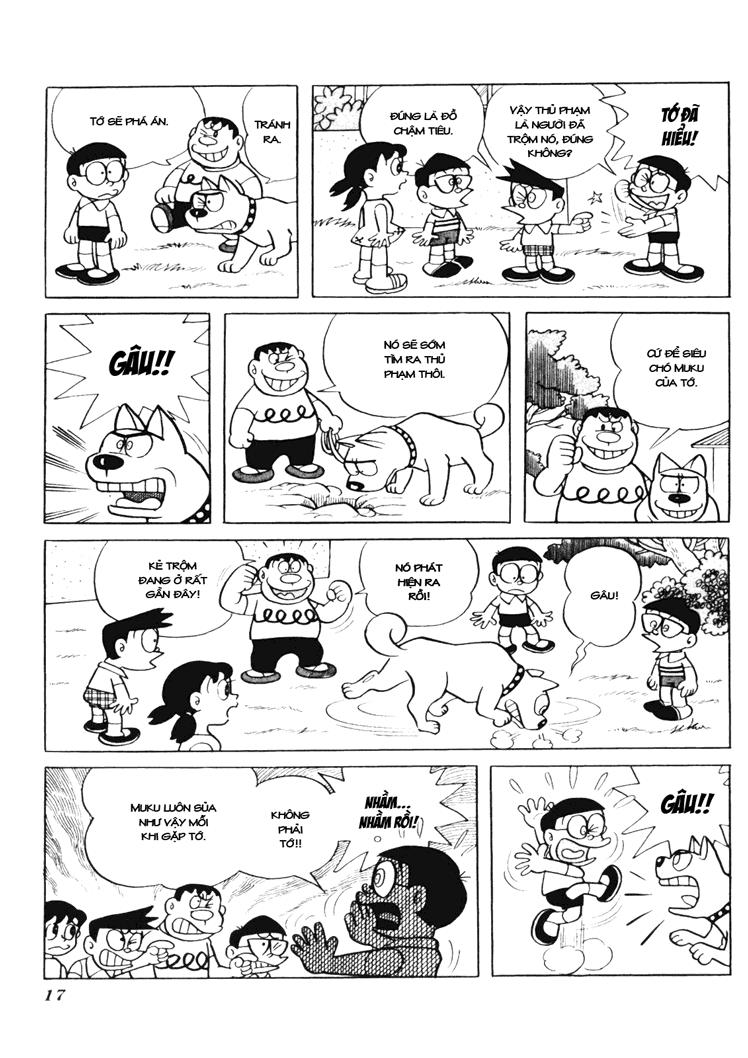 TỚ ĐÃ
HIỂU!
VẬY THỦ PHẠM
LÀ NGƯỜI ĐÃ
TRỘM NÓ, ĐÚNG
KHÔNG?
ĐÚNG LÀ ĐỒ
CHẬM TIÊU.
TRÁNH
RA.
TỚ SẼ PHÁ ÁN.
CỨ ĐỂ SIÊU
CHÓ MUKU
CỦA TỚ.
NÓ SẼ SỚM
TÌM RA THỦ
PHẠM THÔI.
GÂU!!
GÂU!
NÓ PHÁT
HIỆN RA
RỒI!
KẺ TRỘM
ĐANG Ở RẤT
GẦN ĐÂY!
GÂU!!
NHẦM...
NHẦM RỒI!
KHÔNG
PHẢI
TỚ!!
MUKU LUÔN SỦA
NHƯ VẬY MỖI
KHI GẶP TỚ.
17